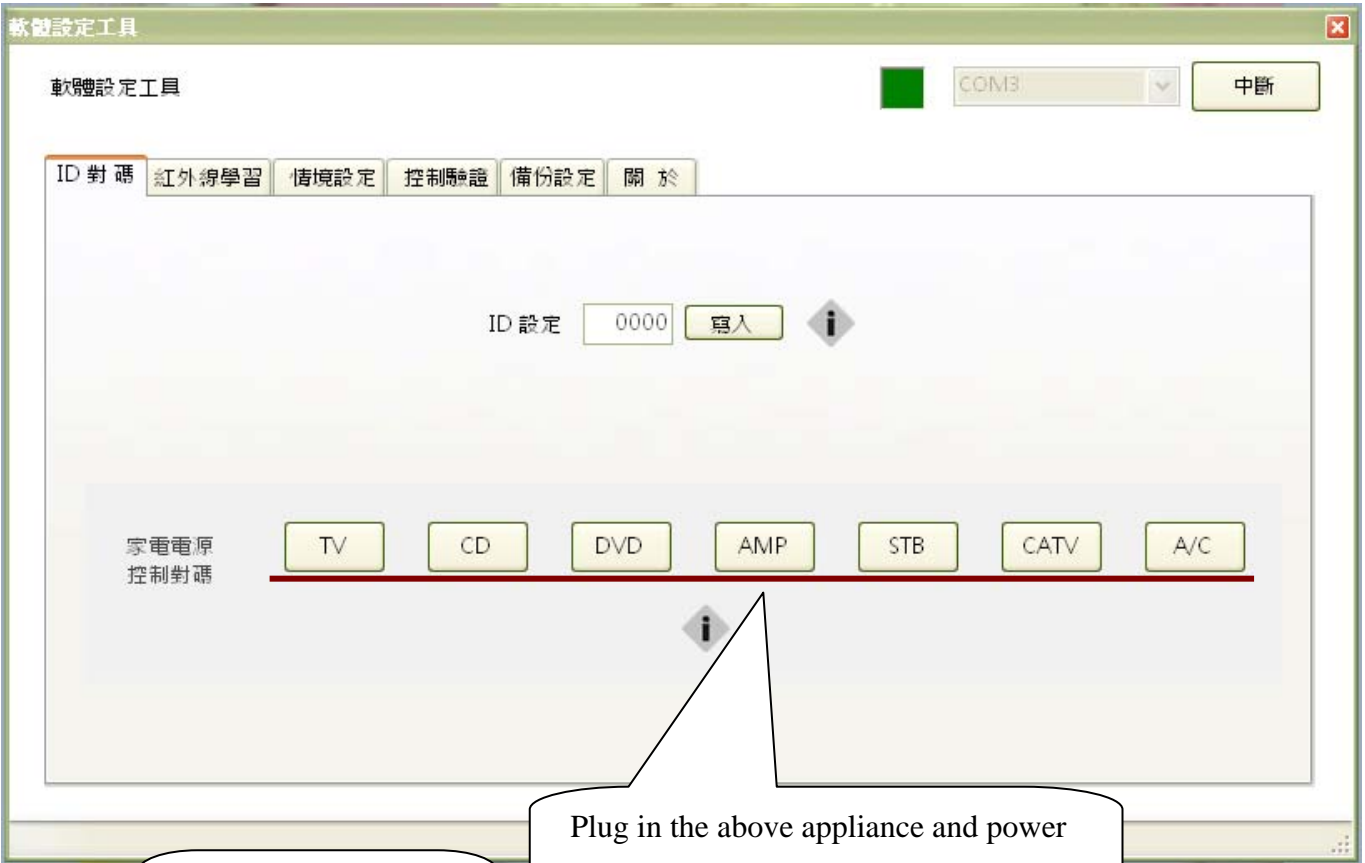 軟體設定工具
軟體設定工具
COM3
中斷
ID 對碼 紅外線學習 情境設定 控制驗證 備份設定 關 於
ID 設定 0000 寫入
i
家電電源
控制對碼
TV CD DVD AMP STB CATV A/C
i
Plug in the above appliance and power